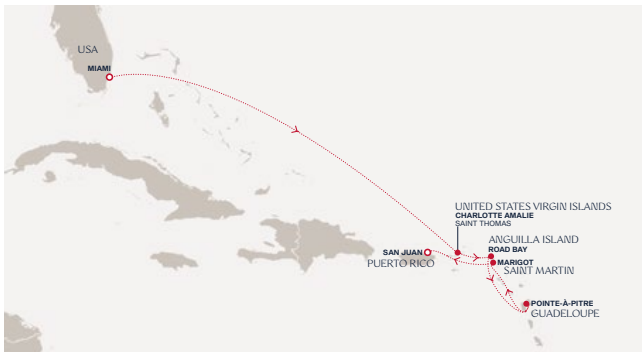 USA
MIAMI
UNITED STATES VIRGIN ISLANDS
CHARLOTTE AMALIE
SAINT THOMAS
ANGUILLA ISLAND
ROAD BAY
SAN JUAN
PUERTO RICO
MARIGOT
SAINT MARTIN
POINTE-À-PITRE
GUADELOUPE